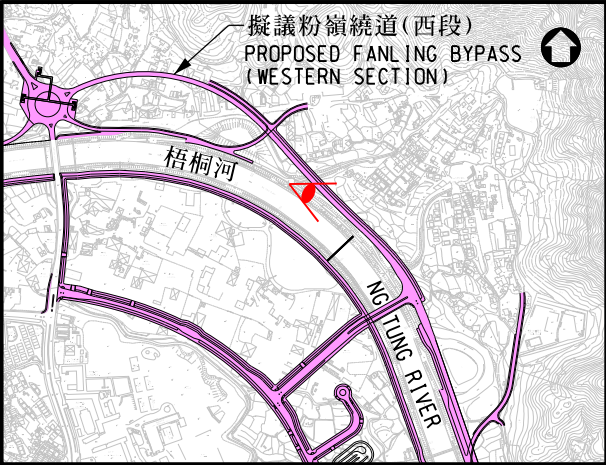 擬議粉嶺繞道(西段)
PROPOSED FANLING BYPASS
(WESTERN SECTION)
梧桐河
NG TUNG RIVER